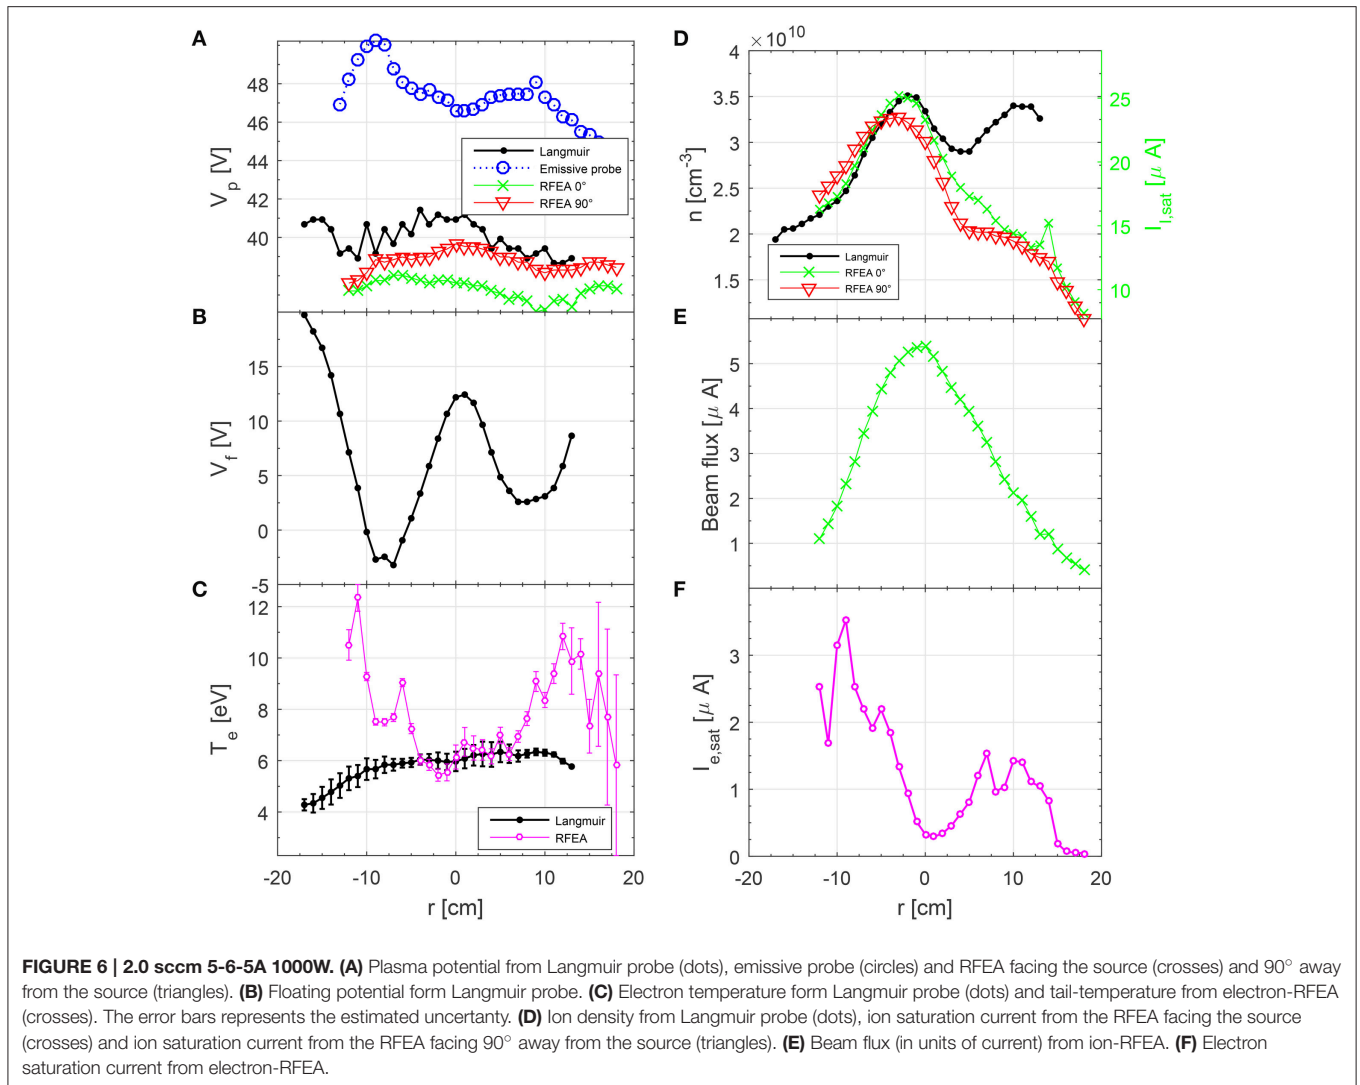 A
48
46
44
42
40
V_p [V]
Langmuir
Emissive probe
RFEA 0°
RFEA 90°
B
15
10
5
0
-5
V_f [V]
C
12
10
8
6
4
T_e [eV]
Langmuir
RFEA
-20 -10 0 10 20
r [cm]
D
× 10^10
4
3.5
3
2.5
2
1.5
n [cm^-3]
25
20
15
10
I_I,sat [μ A]
Langmuir
RFEA 0°
RFEA 90°
E
5
4
3
2
1
Beam flux [μ A]
F
3
2
1
0
I_e,sat [μ A]
-20 -10 0 10 20
r [cm]
FIGURE 6 | 2.0 sccm 5-6-5A 1000W. (A) Plasma potential from Langmuir probe (dots), emissive probe (circles) and RFEA facing the source (crosses) and 90° away
from the source (triangles). (B) Floating potential form Langmuir probe. (C) Electron temperature form Langmuir probe (dots) and tail-temperature from electron-RFEA
(crosses). The error bars represents the estimated uncertanty. (D) Ion density from Langmuir probe (dots), ion saturation current from the RFEA facing the source
(crosses) and ion saturation current from the RFEA facing 90° away from the source (triangles). (E) Beam flux (in units of current) from ion-RFEA. (F) Electron
saturation current from electron-RFEA.